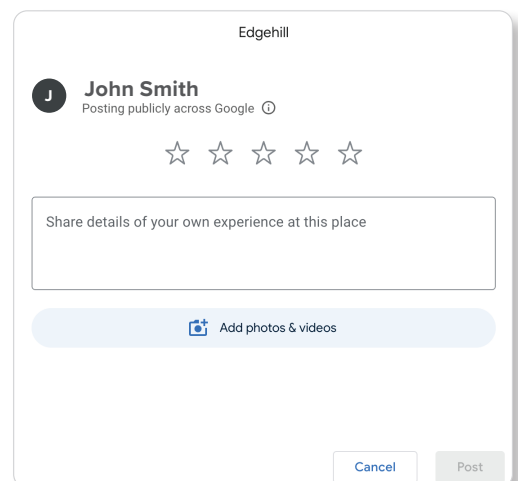 Edgehill
J
John Smith
Posting publicly across Google
Share details of your own experience at this place
Add photos & videos
Cancel
Post